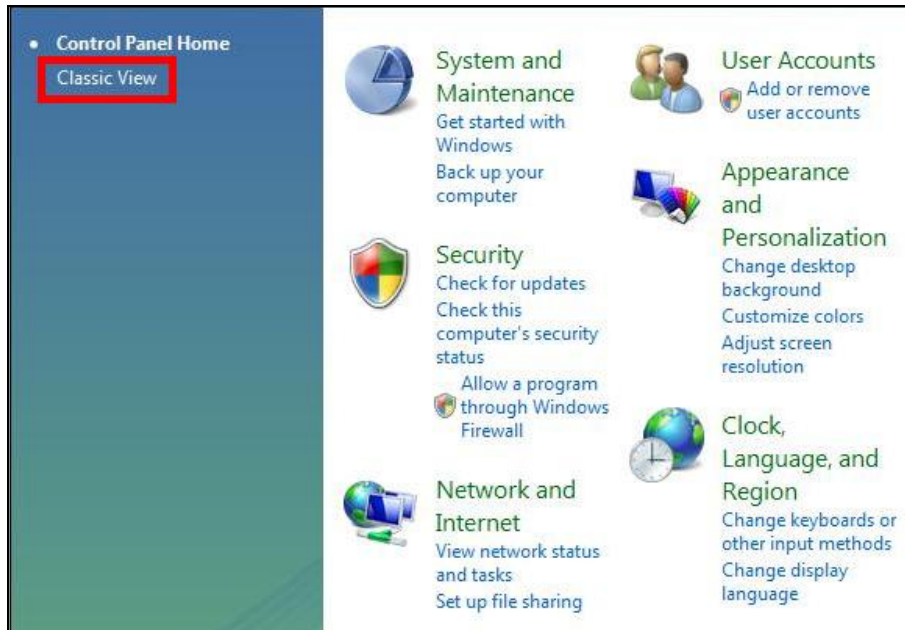 Control Panel Home
Classic View
System and
Maintenance
Get started with
Windows
Back up your
computer
Security
Check for updates
Check this
computer's security
status
Allow a program
through Windows
Firewall
Network and
Internet
View network status
and tasks
Set up file sharing
User Accounts
Add or remove
user accounts
Appearance
and
Personalization
Change desktop
background
Customize colors
Adjust screen
resolution
Clock,
Language, and
Region
Change keyboards or
other input methods
Change display
language